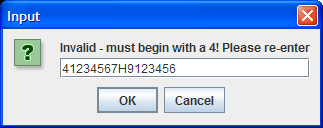 Input
Invalid - must begin with a 4! Please re-enter
41234567H9123456
OK Cancel